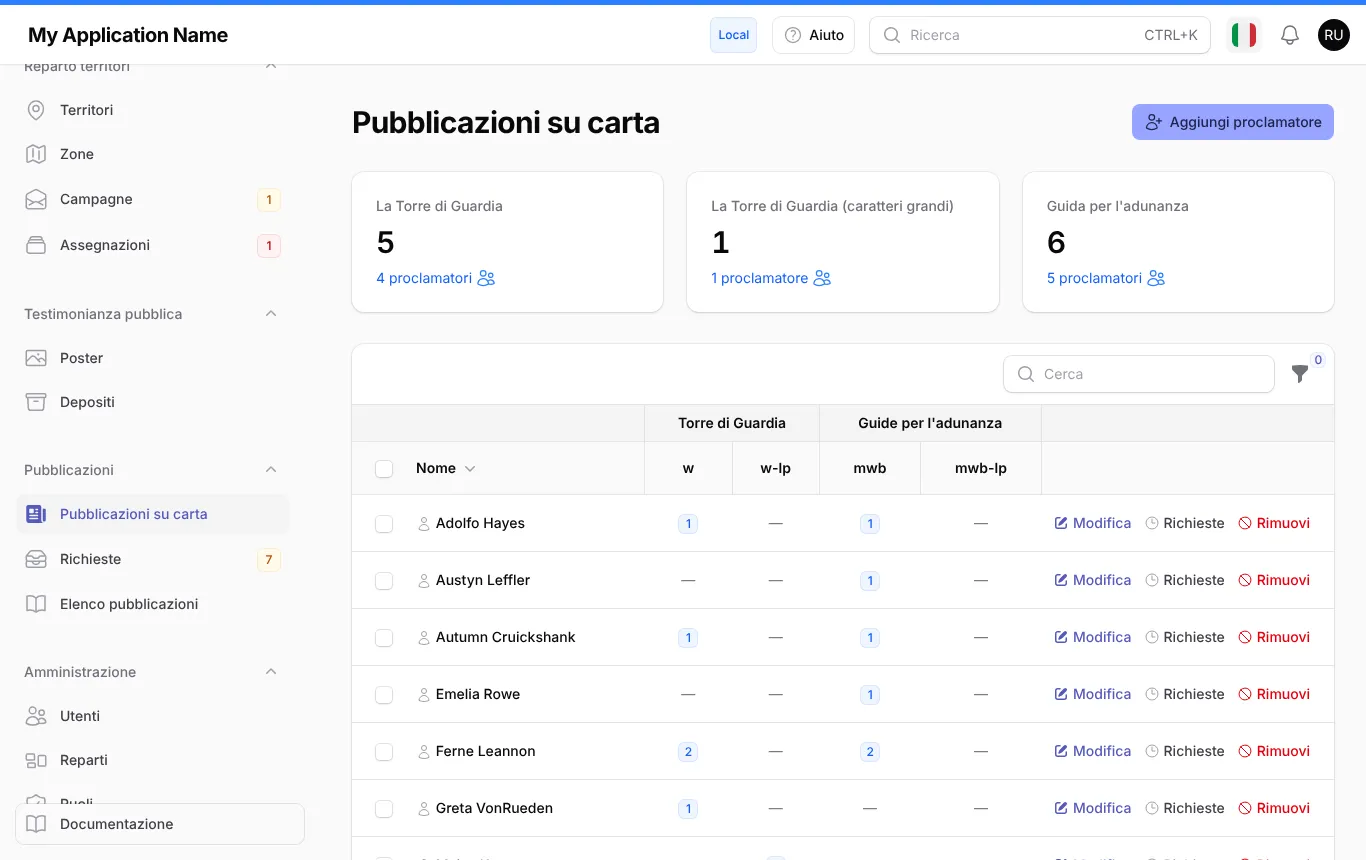 My Application Name
Local
Aiuto
Ricerca
CTRL+K
RU
Reparto territori
Territori
Zone
Campagne
1
Assegnazioni
1
Testimonianza pubblica
Poster
Depositi
Pubblicazioni
Pubblicazioni su carta
Richieste
7
Elenco pubblicazioni
Amministrazione
Utenti
Reparti
Ruoli
Documentazione
Pubblicazioni su carta
Aggiungi proclamatore
La Torre di Guardia
5
4 proclamatori
La Torre di Guardia (caratteri grandi)
1
1 proclamatore
Guida per l'adunanza
6
5 proclamatori
Cerca
0
Torre di Guardia Guide per l'adunanza
Nome w w-lp mwb mwb-lp
Adolfo Hayes 1 — 1 — Modifica Richieste Rimuovi
Austyn Leffler — — 1 — Modifica Richieste Rimuovi
Autumn Cruickshank 1 — 1 — Modifica Richieste Rimuovi
Emelia Rowe — — 1 — Modifica Richieste Rimuovi
Ferne Leannon 2 — 2 — Modifica Richieste Rimuovi
Greta VonRueden 1 — — — Modifica Richieste Rimuovi